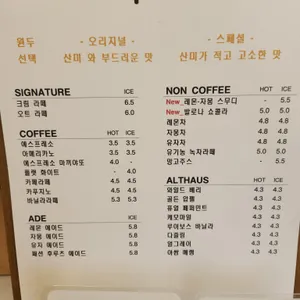 원두 선택
- 오리지널 -
산미 와 부드러운 맛
- 스페셜 -
산미가 적고 고소한 맛
SIGNATURE ICE
크림 라떼 6.5
오트 라떼 6.0
COFFEE HOT ICE
에스프레소 3.5 3.5
아메리카노 3.5 3.5
에스프레소 마끼야또 4.0 -
플랫 화이트 - 4.0
카페라떼 4.5 4.5
카푸치노 4.5 4.5
바닐라라떼 5.3 5.3
ADE ICE
레몬 에이드 5.8
자몽 에이드 5.8
유자 에이드 5.8
패션 후르츠 에이드 5.8
NON COFFEE HOT ICE
New_레몬·자몽 스무디 - 5.5
New_발로나 쇼콜라 5.0 5.0
레몬차 4.8 4.8
자몽차 4.8 4.8
유자차 4.8 4.8
유기농 녹차라떼 5.0 5.0
망고주스 - 5.5
ALTHAUS HOT ICE
와일드 베리 4.3 4.3
골든 얍펠 4.3 4.3
퓨얼 페퍼민트 4.3 4.3
캐모마일 4.3 4.3
루이보스 바닐라 4.3 4.3
다즐링 4.3 4.3
얼그레이 4.3 4.3
아쌈 4.3 4.3